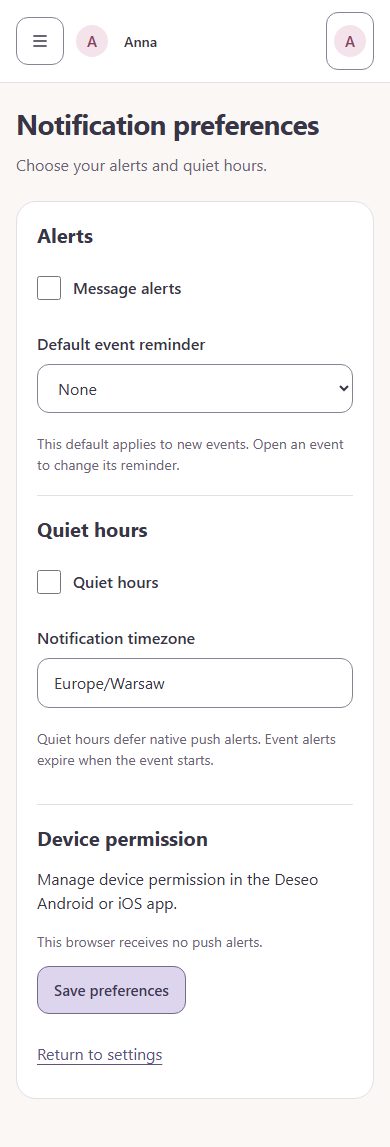 A
Anna
A
Notification preferences
Choose your alerts and quiet hours.
Alerts
Message alerts
Default event reminder
None
This default applies to new events. Open an event
to change its reminder.
Quiet hours
Quiet hours
Notification timezone
Europe/Warsaw
Quiet hours defer native push alerts. Event alerts
expire when the event starts.
Device permission
Manage device permission in the Deseo
Android or iOS app.
This browser receives no push alerts.
Save preferences
Return to settings